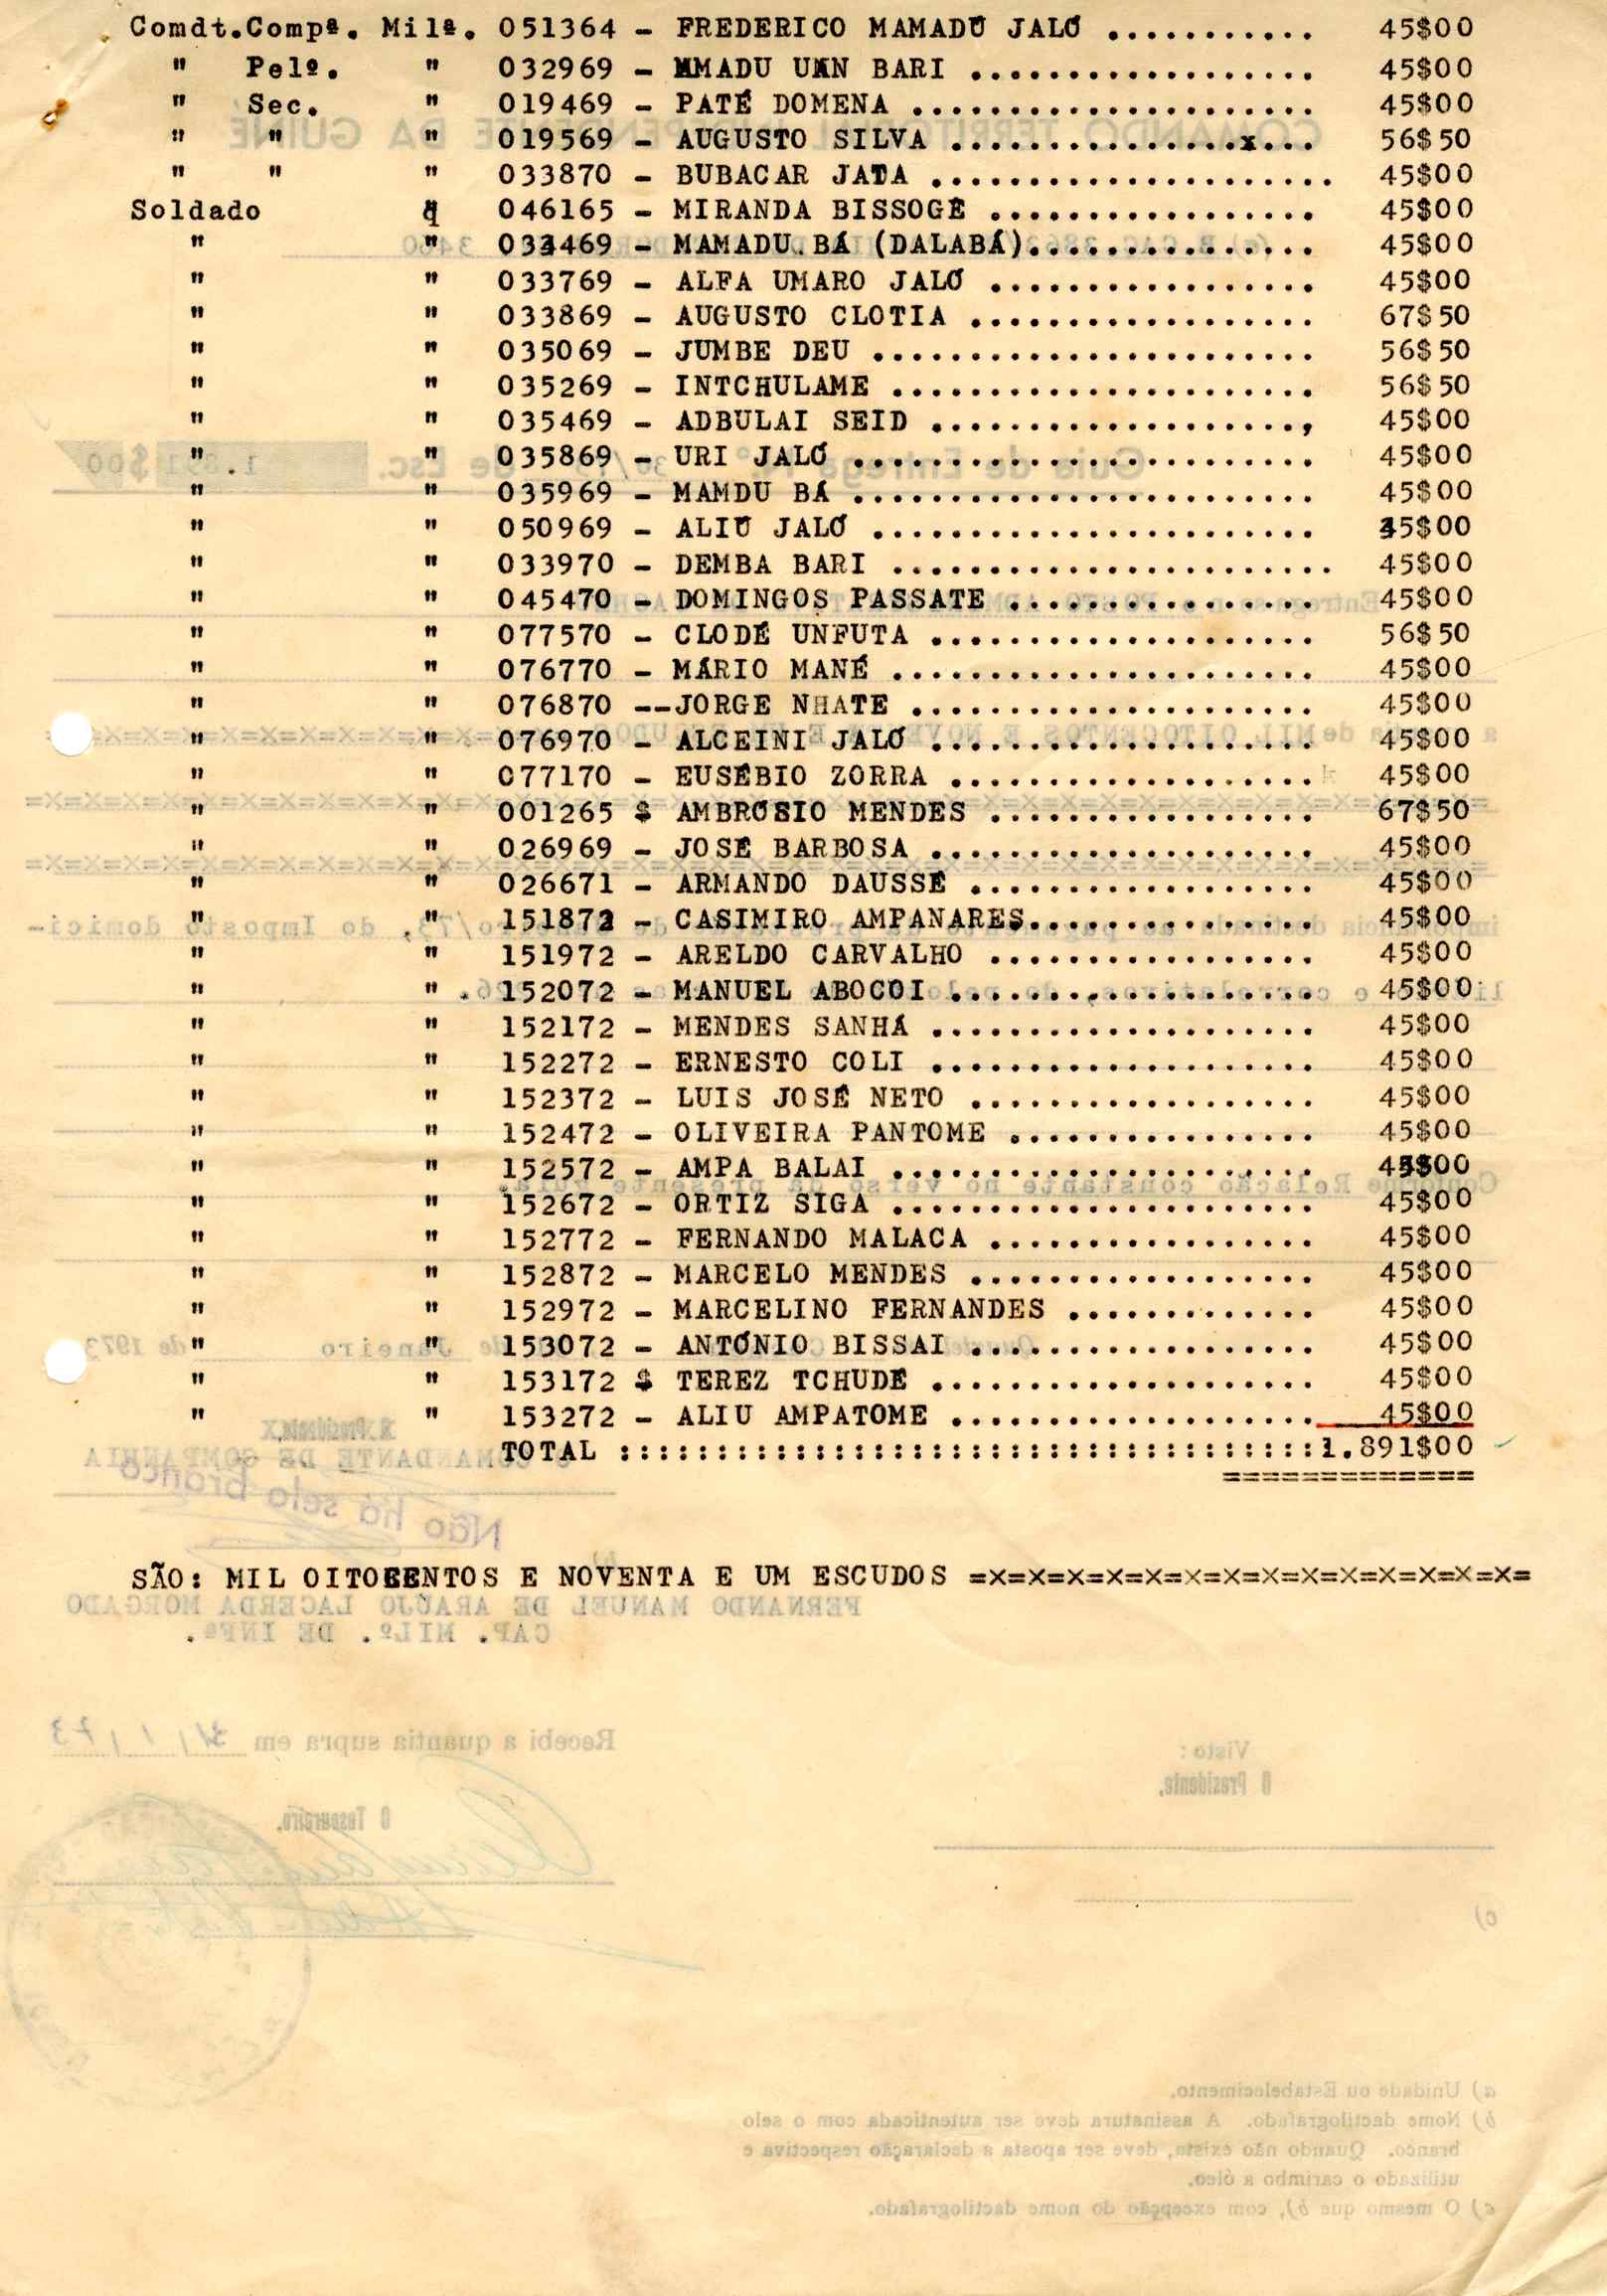 Comdt.Compª. Milª. 051364 - FREDERICO MAMADÚ JALÓ ........... 45$00
" Pelº. " 032969 - MMADU UKN BARI .................. 45$00
" Sec. " 019469 - PATÉ DOMENA ..................... 45$00
" " " 019569 - AUGUSTO SILVA ...............x... 56$50
" " " 033870 - BUBACAR JATA ..................... 45$00
Soldado " 046165 - MIRANDA BISSOGÉ ................. 45$00
" " 033469 - MAMADU BÁ (DALABÁ)............... 45$00
" " 033769 - ALFA UMARO JALÓ ................. 45$00
" " 033869 - AUGUSTO CLOTIA .................. 67$50
" " 035069 - JUMBE DEU ....................... 56$50
" " 035269 - INTCHULAME ...................... 56$50
" " 035469 - ADBULAI SEID ..................., 45$00
" " 035869 - URI JALÓ ........................ 45$00
" " 035969 - MAMDU BÁ ........................ 45$00
" " 050969 - ALIÚ JALÓ ....................... 45$00
" " 033970 - DEMBA BARI ....................... 45$00
" " 045470 - DOMINGOS PASSATE ................ 45$00
" " 077570 - CLODÉ UNFUTA .................... 56$50
" " 076770 - MÁRIO MANÉ ...................... 45$00
" " 076870 --JORGE NHATE ..................... 45$00
" " 076970 - ALCEINI JALÓ .................... 45$00
" " 077170 - EUSÉBIO ZORRA ................... 45$00
" " 001265 $ AMBRÓSIO MENDES ................. 67$50
" " 026969 - JOSÉ BARBOSA .................... 45$00
" " 026671 - ARMANDO DAUSSÉ .................. 45$00
" " 151872 - CASIMIRO AMPANARES............... 45$00
" " 151972 - ARELDO CARVALHO ................. 45$00
" " 152072 - MANUEL ABOCOI ................... 45$00
" " 152172 - MENDES SANHÁ .................... 45$00
" " 152272 - ERNESTO COLI .................... 45$00
" " 152372 - LUIS JOSÉ NETO .................. 45$00
" " 152472 - OLIVEIRA PANTOME ................ 45$00
" " 152572 - AMPA BALAI ...................... 45$00
" " 152672 - ORTIZ SIGA ...................... 45$00
" " 152772 - FERNANDO MALACA ................. 45$00
" " 152872 - MARCELO MENDES .................. 45$00
" " 152972 - MARCELINO FERNANDES ............. 45$00
" " 153072 - ANTÓNIO BISSAI .................. 45$00
" " 153172 $ TEREZ TCHUDÉ .................... 45$00
" " 153272 - ALIU AMPATOME ................... 45$00
TOTAL ::::::::::::::::::::::::::::::::::::1.891$00
=============
SÃO: MIL OITOCENTOS E NOVENTA E UM ESCUDOS =x=x=x=x=x=x=x=x=x=x=x=x=x=x=